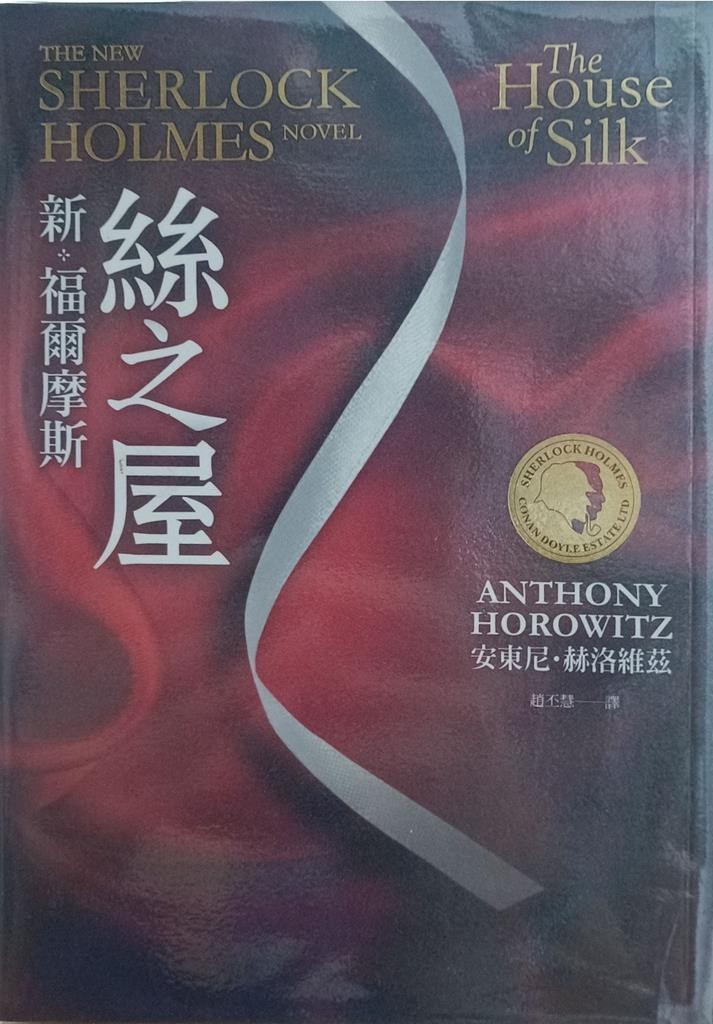 THE NEW
SHERLOCK
HOLMES NOVEL
The
House
of Silk
新·福爾摩斯
絲之屋
SHERLOCK HOLMES
CONAN DOYLE ESTATE LTD
ANTHONY
HOROWITZ
安東尼·赫洛維茲
趙丕慧——譯